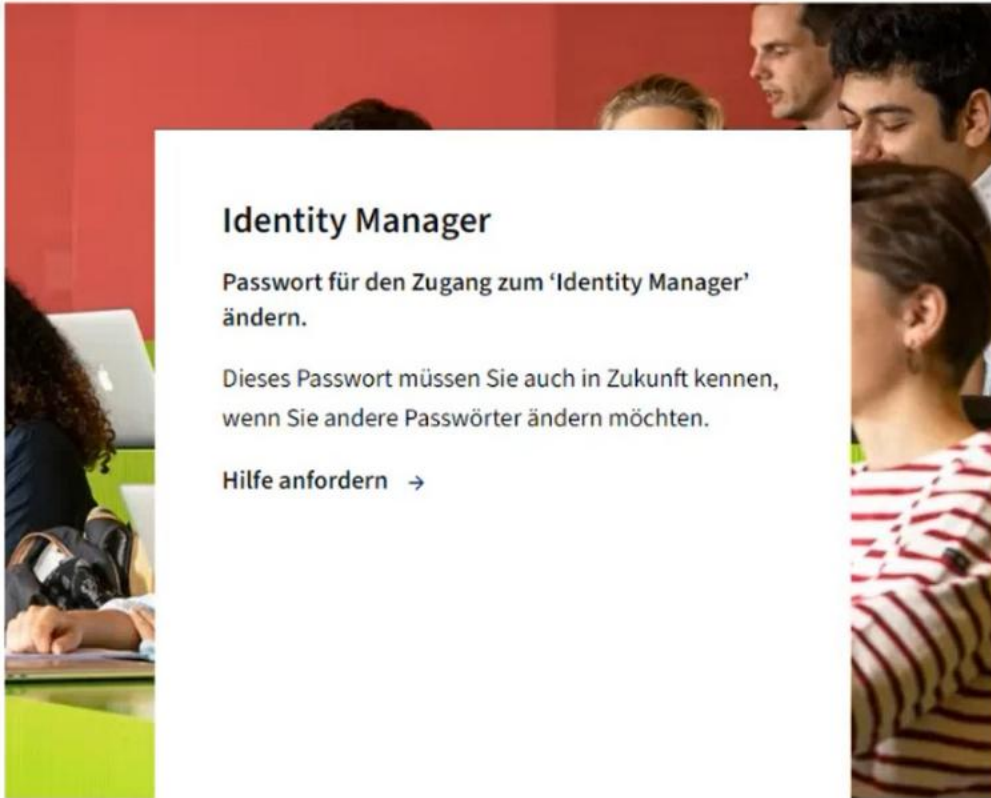 Identity Manager
Passwort für den Zugang zum ‘Identity Manager’
ändern.
Dieses Passwort müssen Sie auch in Zukunft kennen,
wenn Sie andere Passwörter ändern möchten.
Hilfe anfordern →